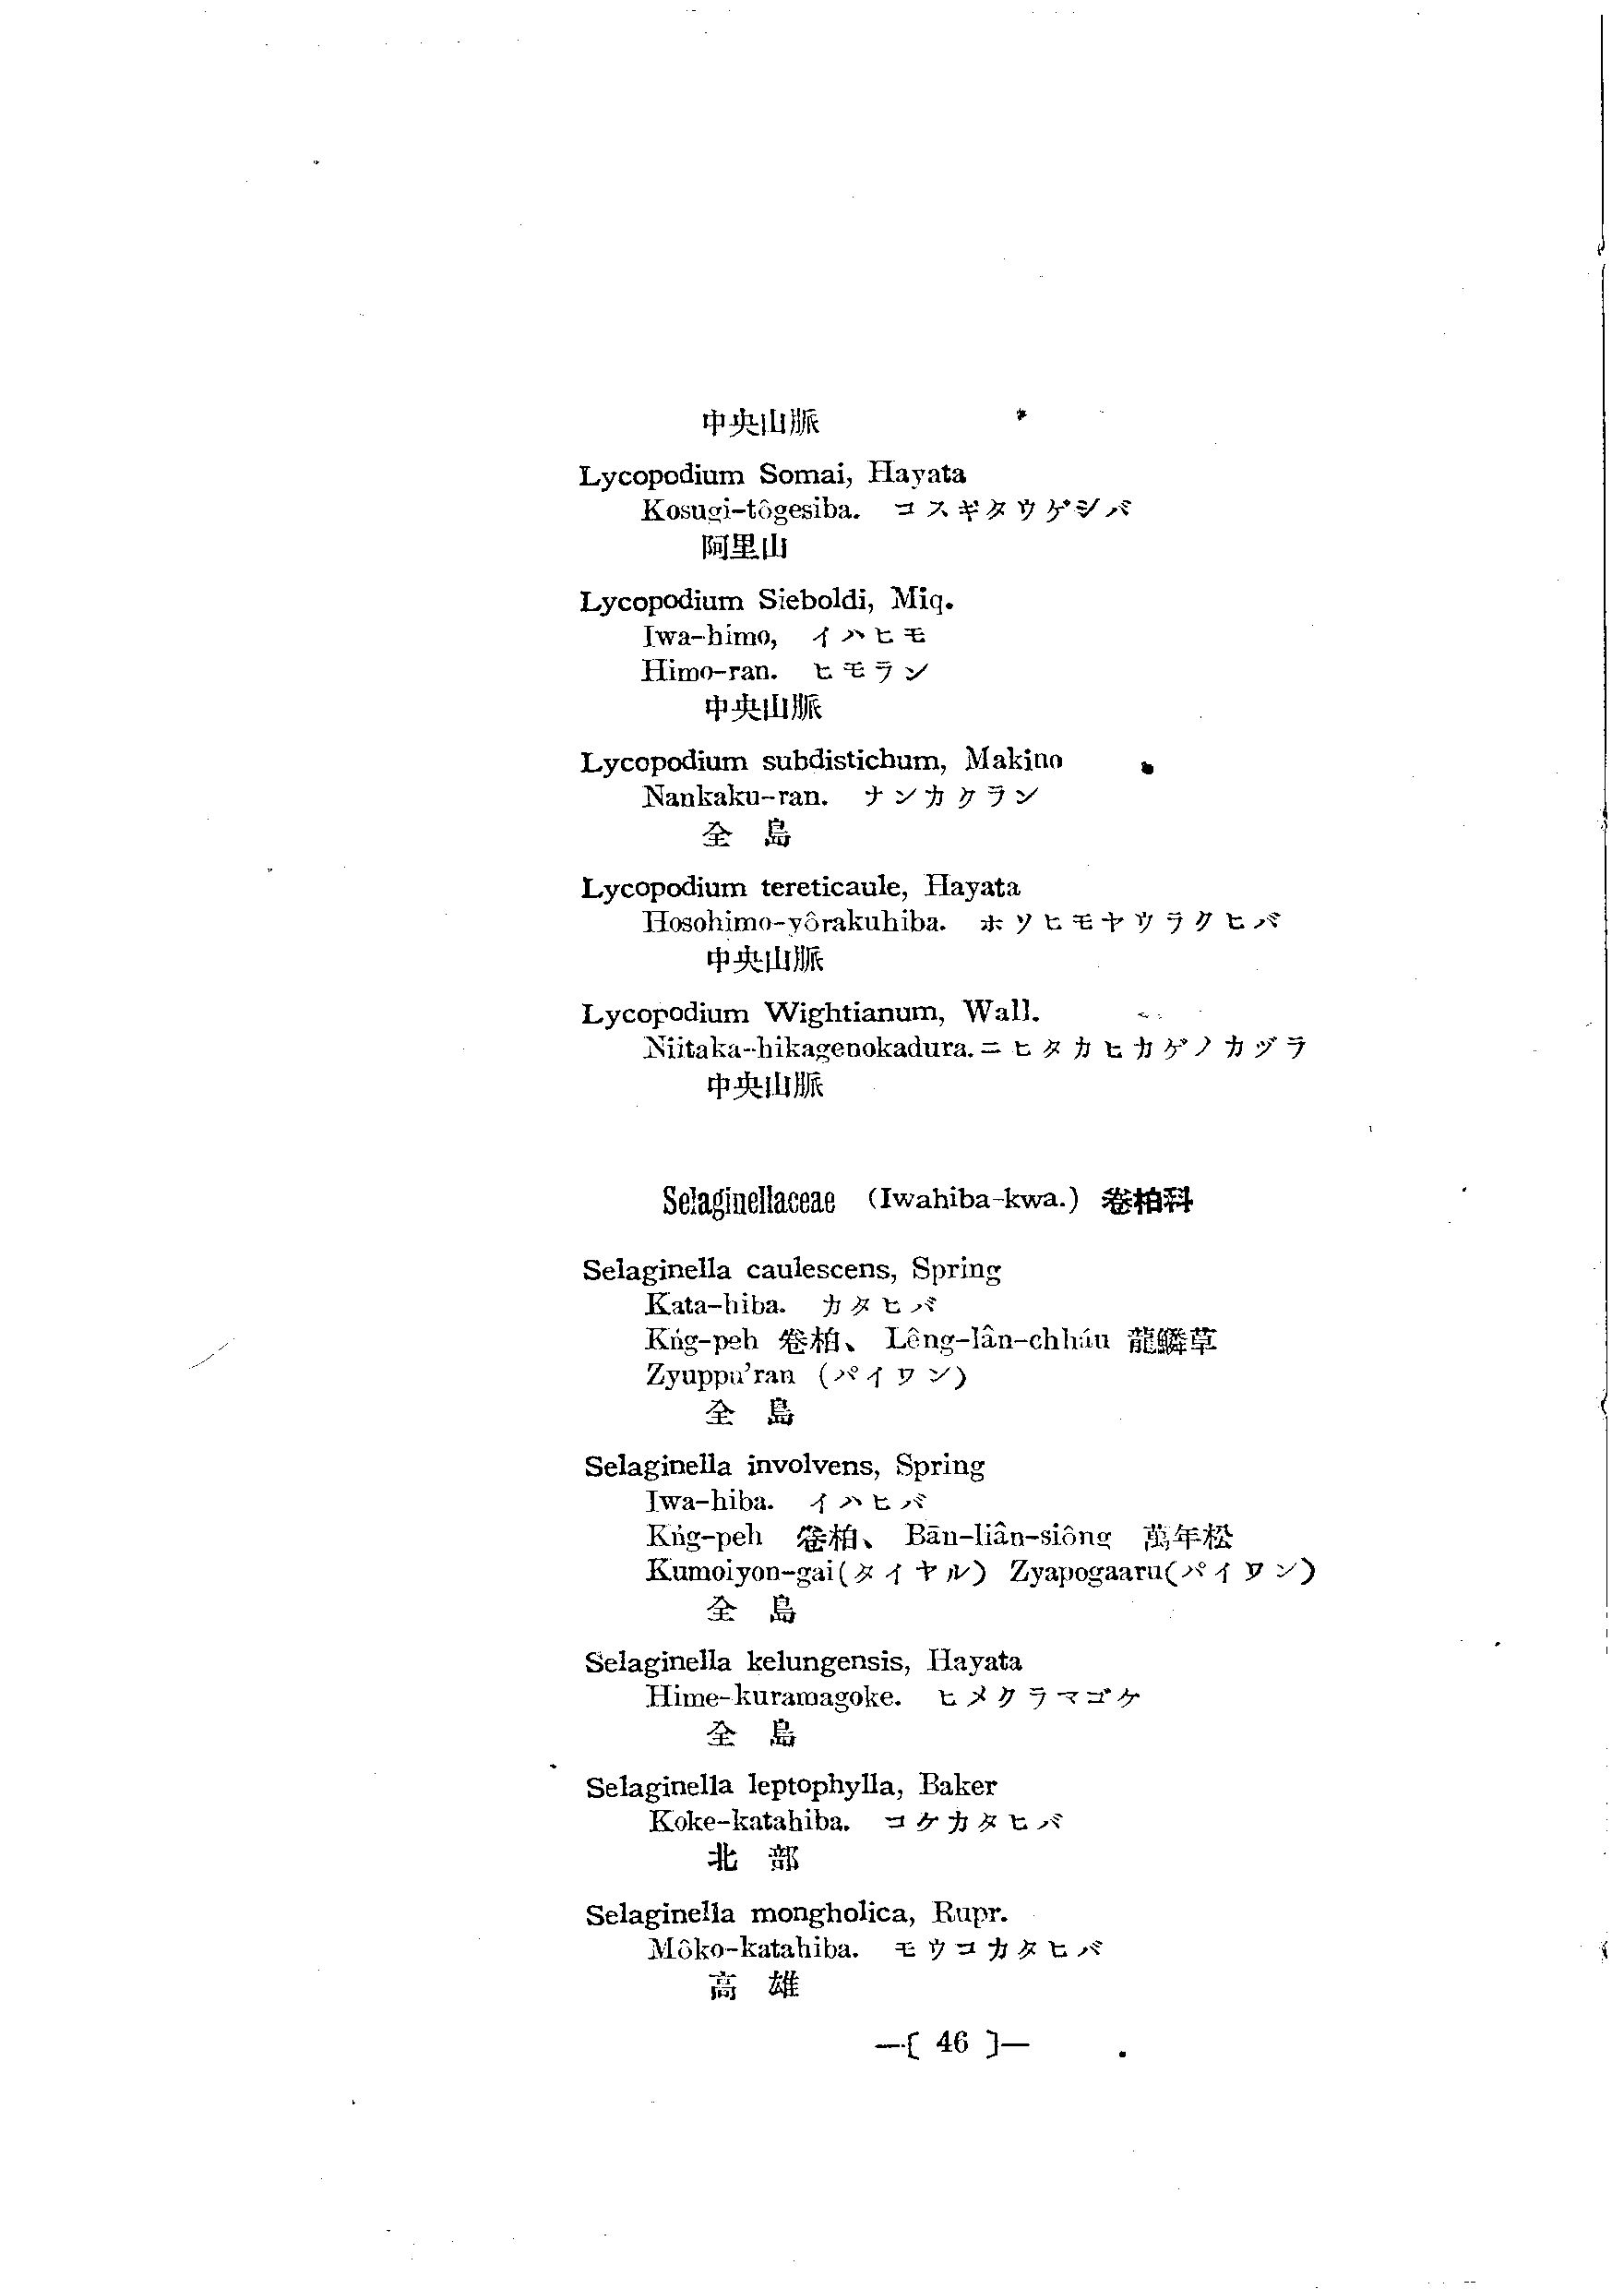 中央山脈
Lycopodium Somai, Hayata
Kosugi-tôgesiba. コスギタウゲシバ
阿里山
Lycopodium Sieboldi, Miq.
Iwa-himo, イハヒモ
Himo-ran. ヒモラン
中央山脈
Lycopodium subdistichum, Makino
Nankaku-ran. ナンカクラン
全島
Lycopodium tereticaule, Hayata
Hosohimo-yôrakuhiba. ホソヒモヤウラクヒバ
中央山脈
Lycopodium Wightianum, Wall.
Niitaka-hikagenokadura. ニヒタカヒカゲノカヅラ
中央山脈
Selaginellaceae (Iwahiba-kwa.) 卷柏科
Selaginella caulescens, Spring
Kata-hiba. カタヒバ
Kńg-peh 卷柏、 Lêng-lân-chháu 龍鱗草
Zyuppu'ran (パイワン)
全島
Selaginella involvens, Spring
Iwa-hiba. イハヒバ
Kńg-peh 卷柏、 Bān-liân-siông 萬年松
Kumoiyon-gai(タイヤル) Zyapogaaru(パイワン)
全島
Selaginella kelungensis, Hayata
Hime-kuramagoke. ヒメクラマゴケ
全島
Selaginella leptophylla, Baker
Koke-katahiba. コケカタヒバ
北部
Selaginella mongholica, Rupr.
Môko-katahiba. モウコカタヒバ
高雄
—[ 46 ]—